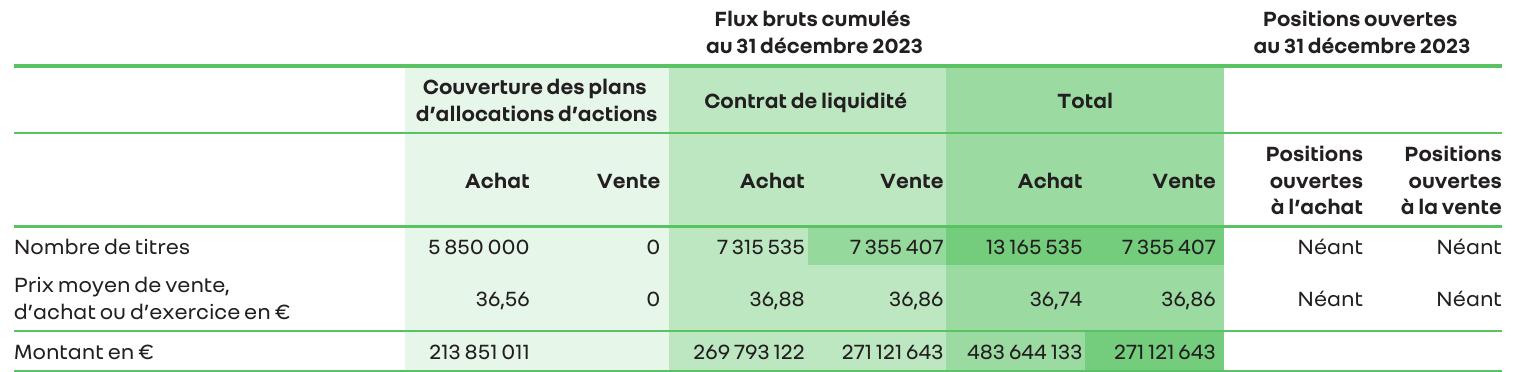 Flux bruts cumulés
au 31 décembre 2023
Positions ouvertes
au 31 décembre 2023
Couverture des plans
d’allocations d’actions
Contrat de liquidité
Total
Achat Vente Achat Vente Achat Vente
Positions
ouvertes
à l’achat
Positions
ouvertes
à la vente
Nombre de titres 5 850 000 0 7 315 535 7 355 407 13 165 535 7 355 407 Néant Néant
Prix moyen de vente,
d’achat ou d’exercice en € 36,56 0 36,88 36,86 36,74 36,86 Néant Néant
Montant en € 213 851 011 269 793 122 271 121 643 483 644 133 271 121 643